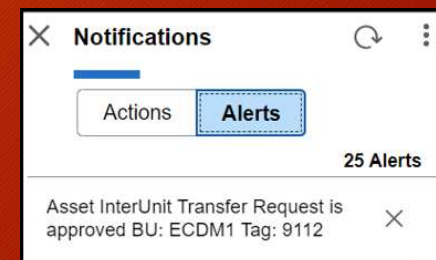 Notifications
Actions
Alerts
25 Alerts
Asset InterUnit Transfer Request is
approved BU: ECDM1 Tag: 9112